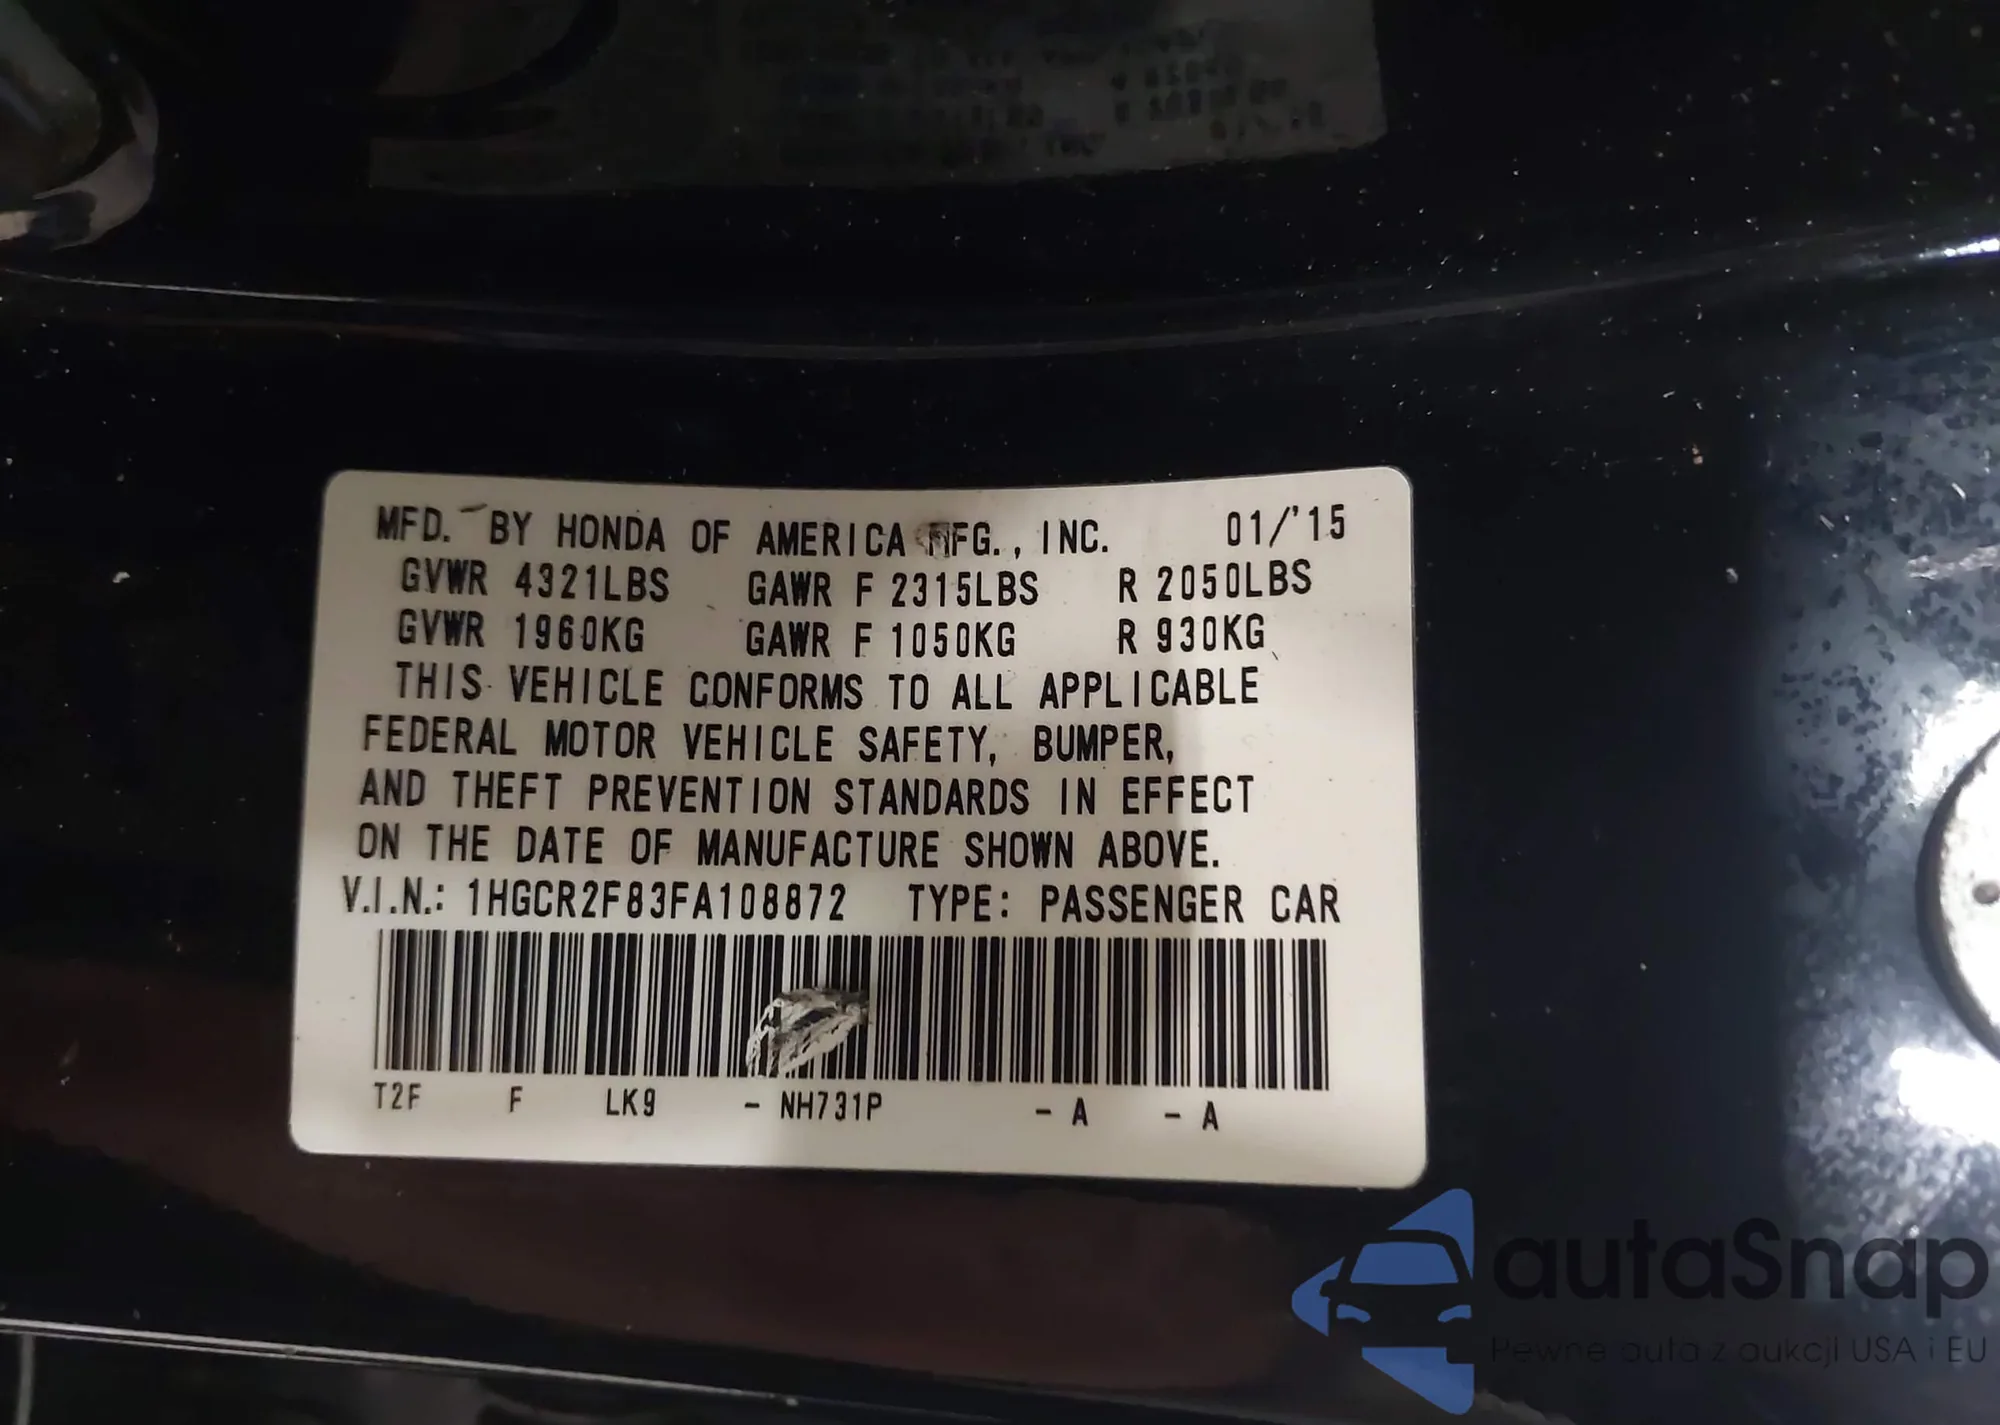 MFD. BY HONDA OF AMERICA MFG., INC. 01/'15
GVWR 4321LBS GAWR F 2315LBS R 2050LBS
GVWR 1960KG GAWR F 1050KG R 930KG
THIS VEHICLE CONFORMS TO ALL APPLICABLE
FEDERAL MOTOR VEHICLE SAFETY, BUMPER,
AND THEFT PREVENTION STANDARDS IN EFFECT
ON THE DATE OF MANUFACTURE SHOWN ABOVE.
V.I.N.: 1HGCR2F83FA108872 TYPE: PASSENGER CAR
T2F F LK9 - NH731P - A - A
autaSnap
Pewne auta z aukcji USA i EU